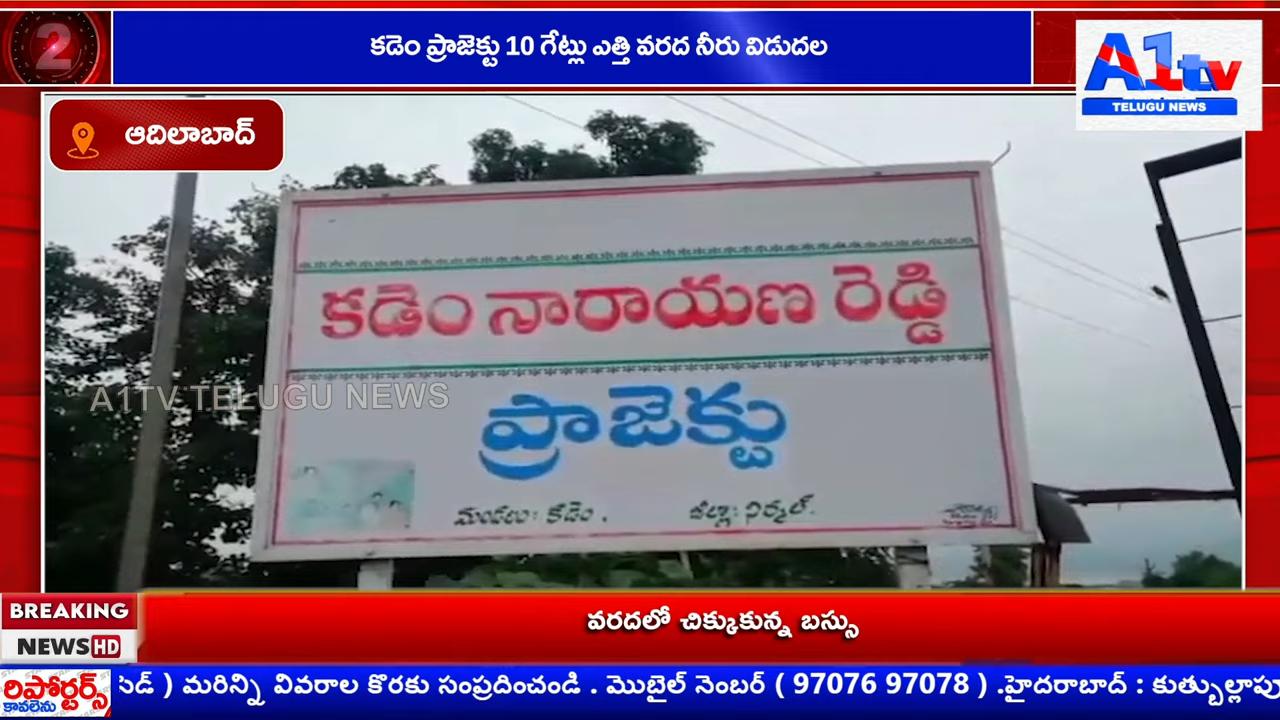 2
కడెం ప్రాజెక్టు 10 గేట్లు ఎత్తి వరద నీరు విడుదల
A1tv
TELUGU NEWS
ఆదిలాబాద్
కడెం నారాయణ రెడ్డి
ప్రాజెక్టు
మండలం: కడెం. జిల్లా: నిర్మల్.
A1TV TELUGU NEWS
BREAKING
NEWS HD
వరదలో చిక్కుకున్న బస్సు
రిపోర్టర్స్
కావలెను
సిడ్ ) మరిన్ని వివరాల కొరకు సంప్రదించండి . మొబైల్ నెంబర్ ( 97076 97078 ) .హైదరాబాద్ : కుత్బుల్లాపు